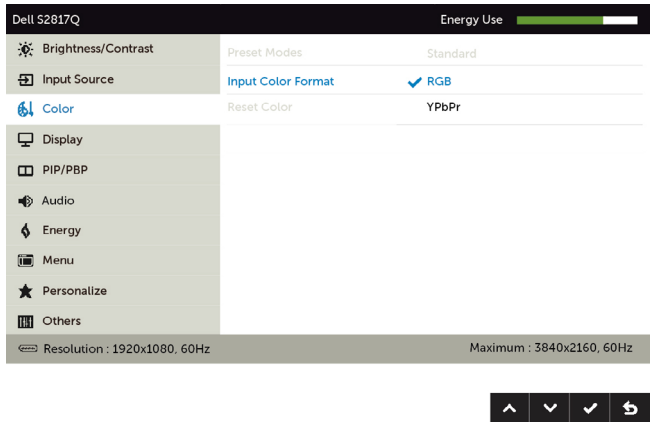 Dell S2817Q
Energy Use
Brightness/Contrast
Preset Modes
Standard
Input Source
Input Color Format
RGB
Color
Reset Color
YPbPr
Display
PIP/PBP
Audio
Energy
Menu
Personalize
Others
Resolution : 1920x1080, 60Hz
Maximum : 3840x2160, 60Hz